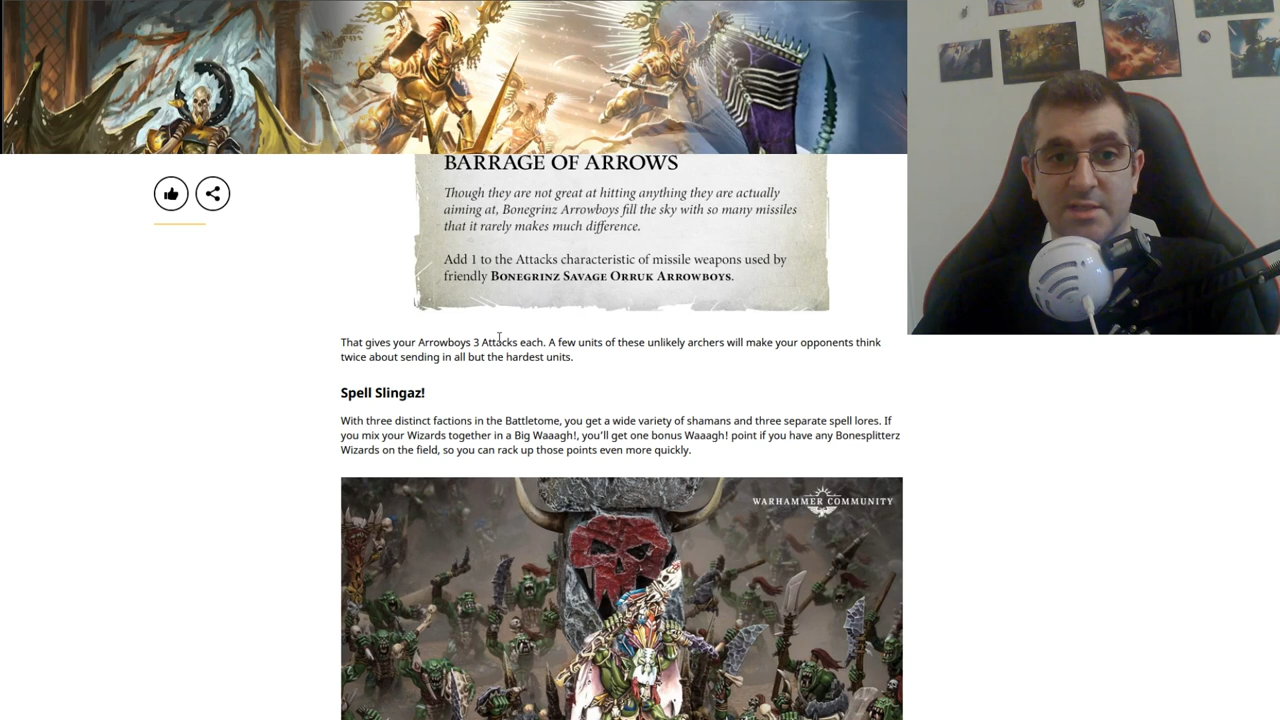 BARRAGE OF ARROWS
Though they are not great at hitting anything they are actually
aiming at, Bonegrinz Arrowboys fill the sky with so many missiles
that it rarely makes much difference.
Add 1 to the Attacks characteristic of missile weapons used by
friendly BONEGRINZ SAVAGE ORRUK ARROWBOYS.
That gives your Arrowboys 3 Attacks each. A few units of these unlikely archers will make your opponents think
twice about sending in all but the hardest units.
Spell Slingaz!
With three distinct factions in the Battletome, you get a wide variety of shamans and three separate spell lores. If
you mix your Wizards together in a Big Waaagh!, you'll get one bonus Waaagh! point if you have any Bonesplitterz
Wizards on the field, so you can rack up those points even more quickly.
WARHAMMER COMMUNITY